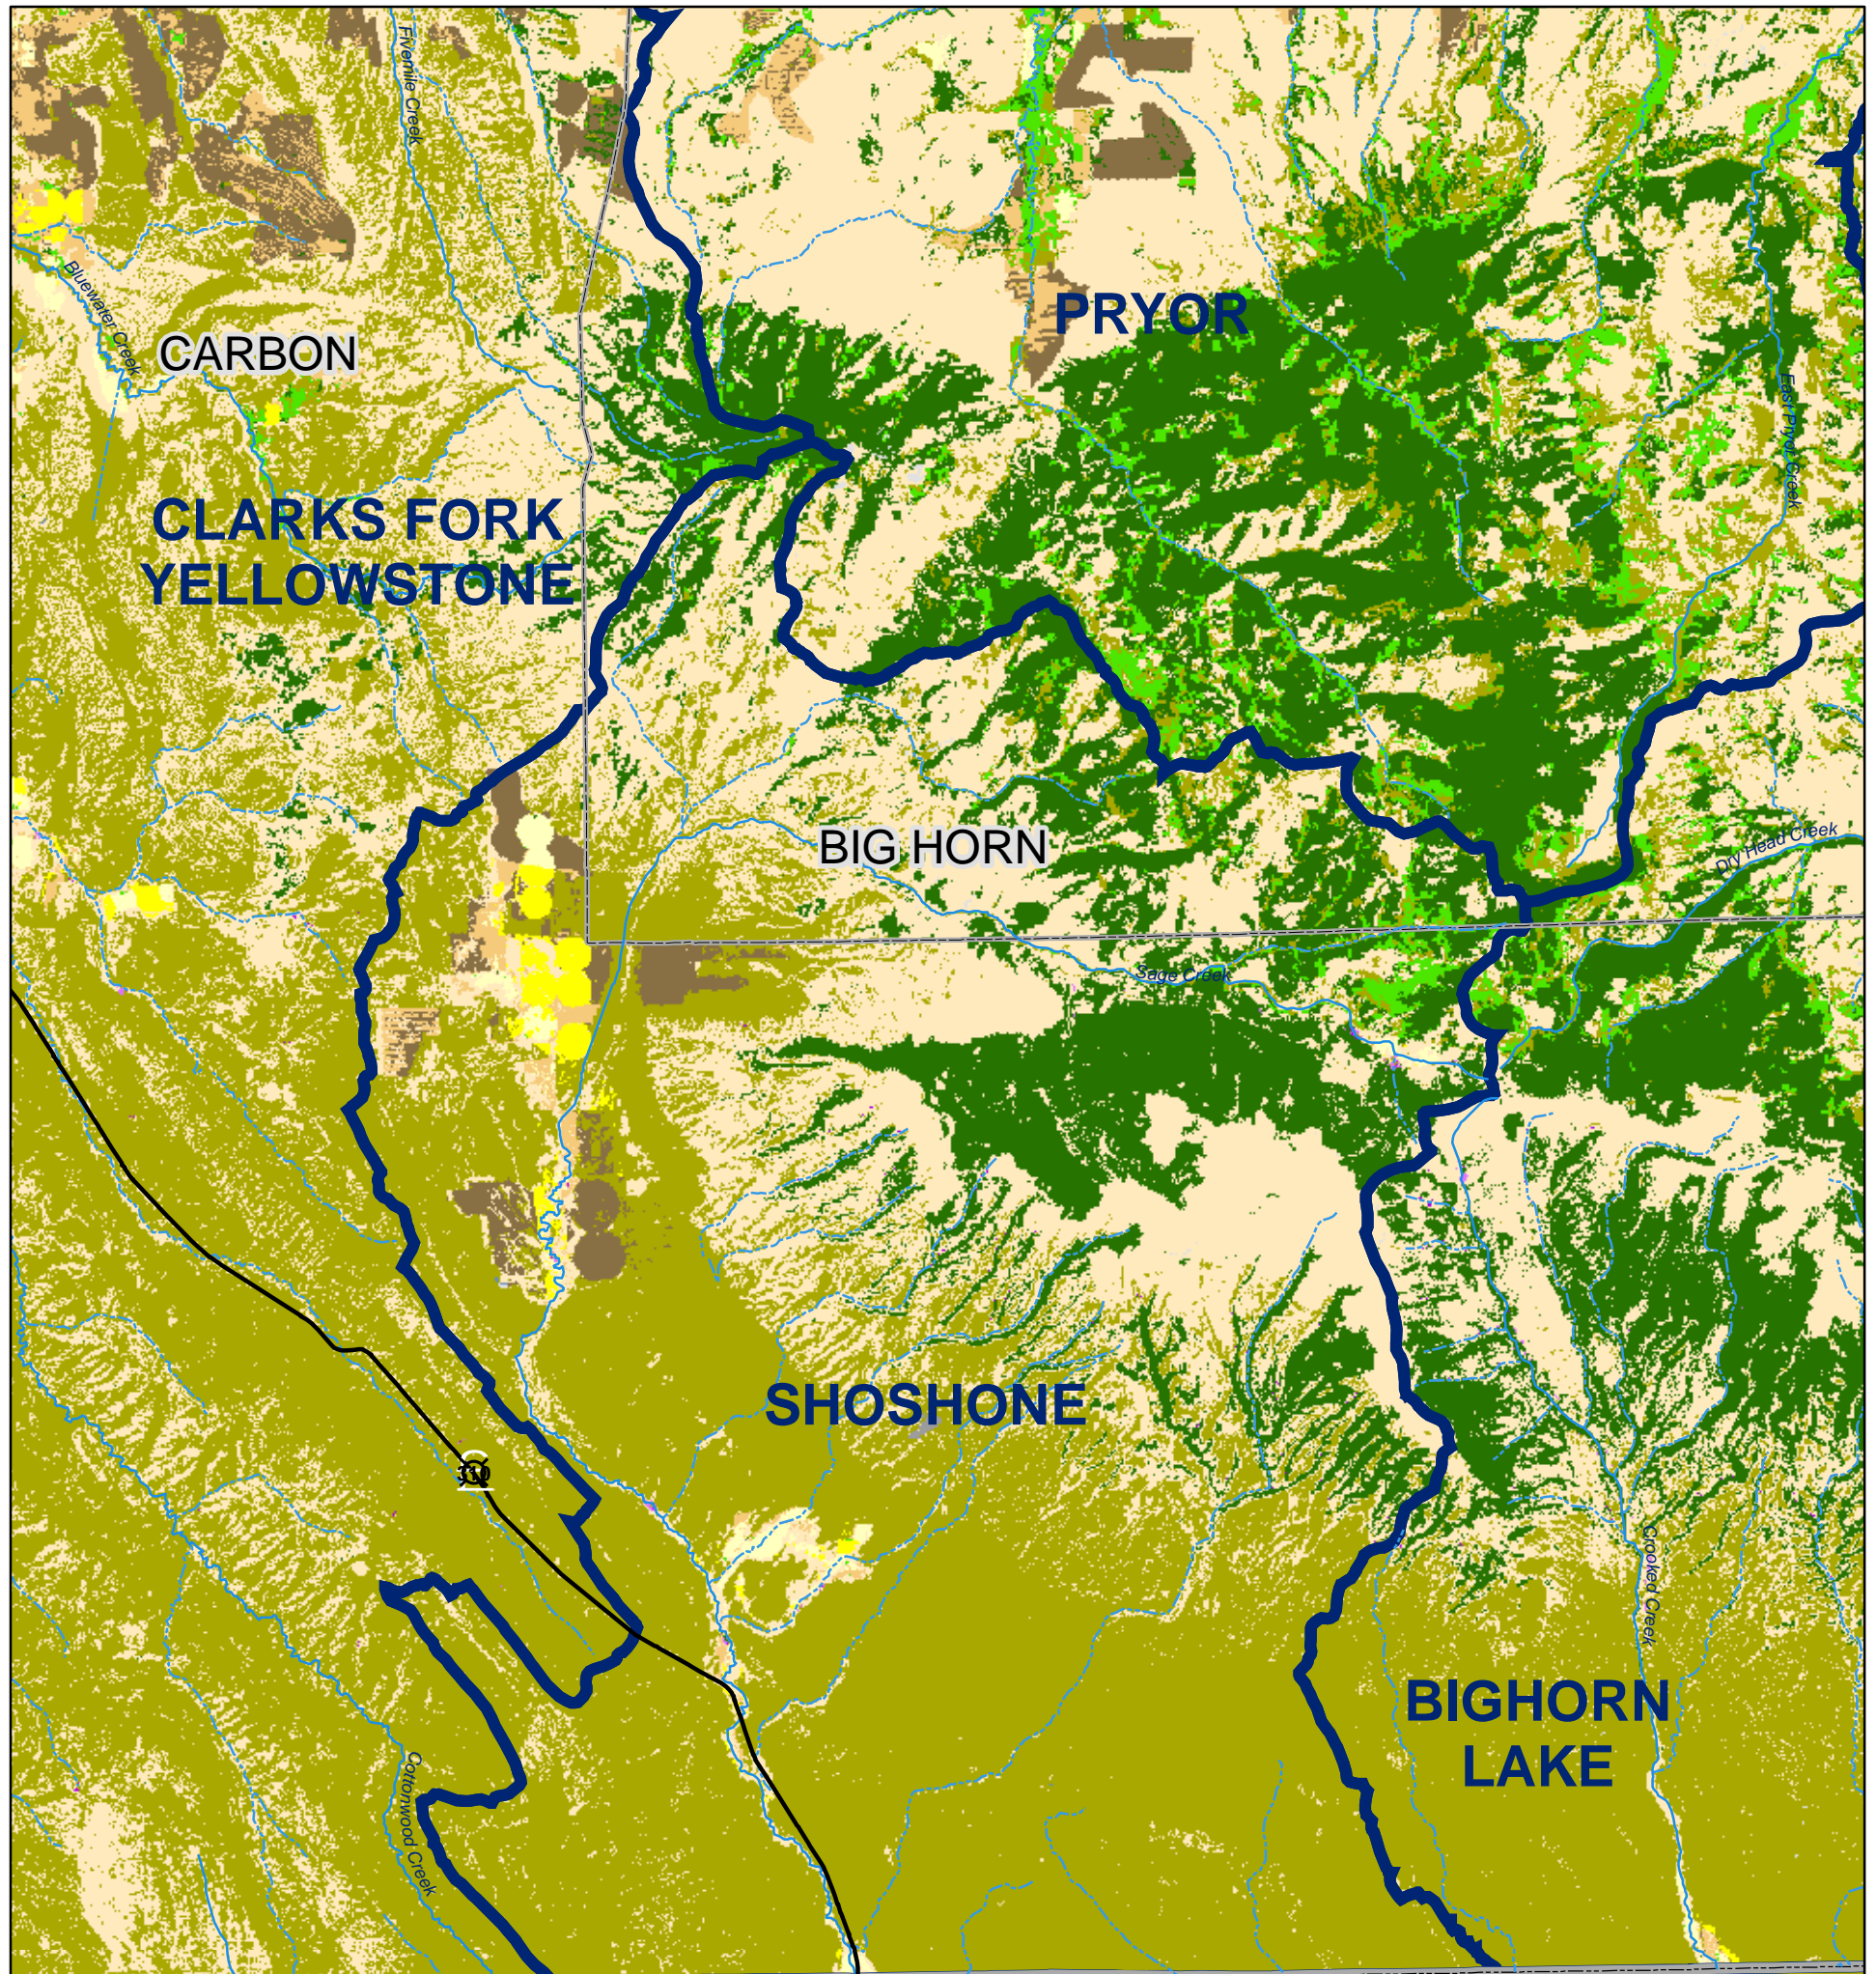 Fivemile Creek
Bluewater Creek
PRYOR
CARBON
East Pryor Creek
CLARKS FORK
YELLOWSTONE
BIG HORN
Dry Head Creek
Sage Creek
SHOSHONE
310
Crooked Creek
BIGHORN
LAKE
Cottonwood Creek